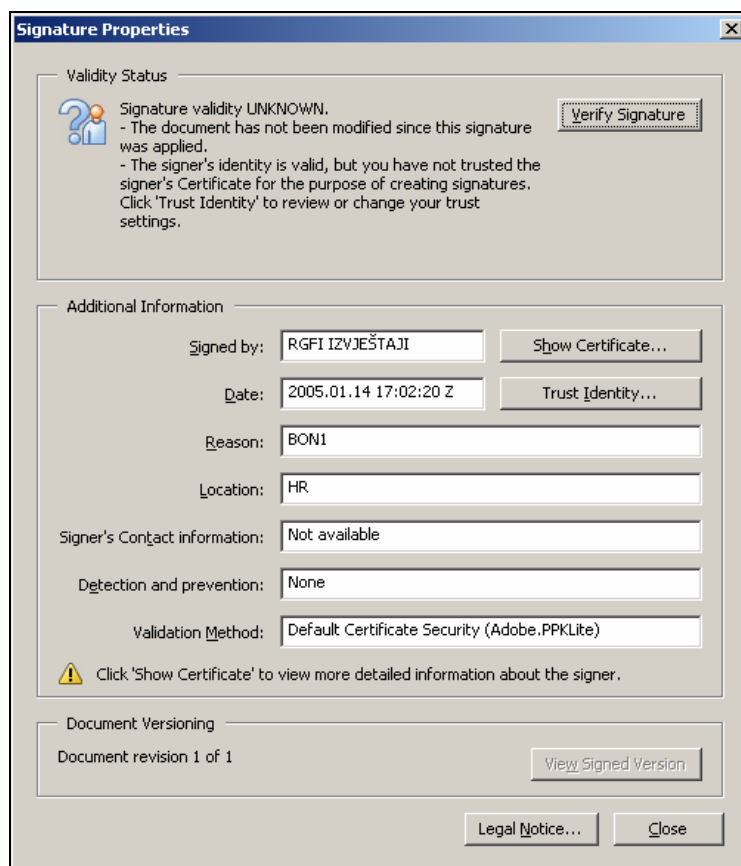 Signature Properties
Validity Status
Signature validity UNKNOWN.
- The document has not been modified since this signature
was applied.
- The signer's identity is valid, but you have not trusted the
signer's Certificate for the purpose of creating signatures.
Click 'Trust Identity' to review or change your trust
settings.
Verify Signature
Additional Information
Signed by: RGFI IZVJEŠTAJI Show Certificate...
Date: 2005.01.14 17:02:20 Z Trust Identity...
Reason: BON1
Location: HR
Signer's Contact information: Not available
Detection and prevention: None
Validation Method: Default Certificate Security (Adobe.PPKLite)
Click 'Show Certificate' to view more detailed information about the signer.
Document Versioning
Document revision 1 of 1 View Signed Version
Legal Notice... Close